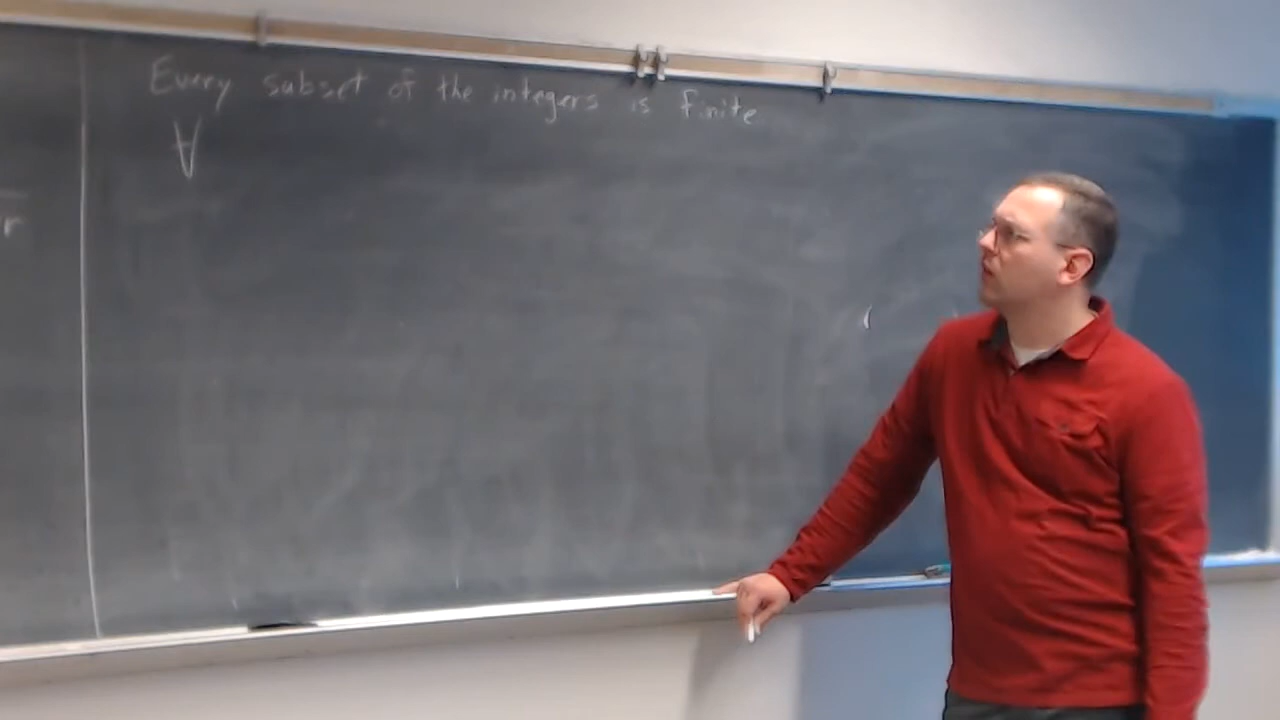 Every subset of the integers is finite
∀
r
(